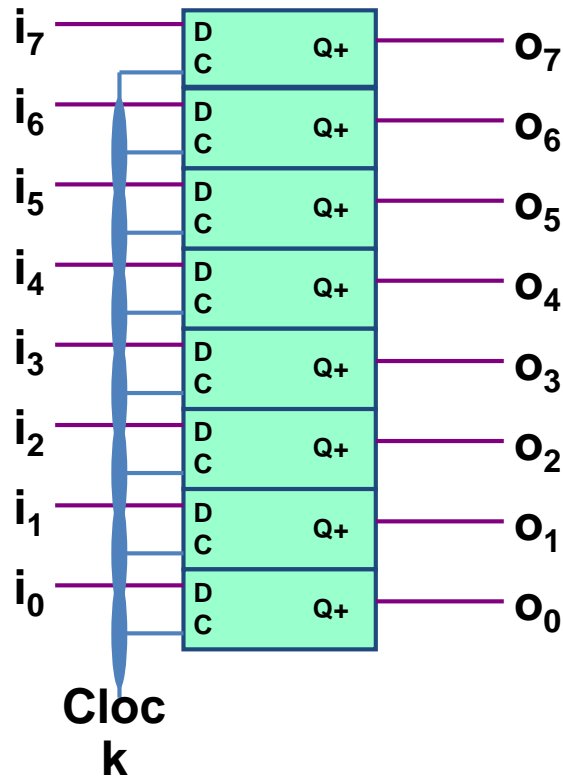 i₇ D C Q+ o₇
i₆ D C Q+ o₆
i₅ D C Q+ o₅
i₄ D C Q+ o₄
i₃ D C Q+ o₃
i₂ D C Q+ o₂
i₁ D C Q+ o₁
i₀ D C Q+ o₀
Cloc
k